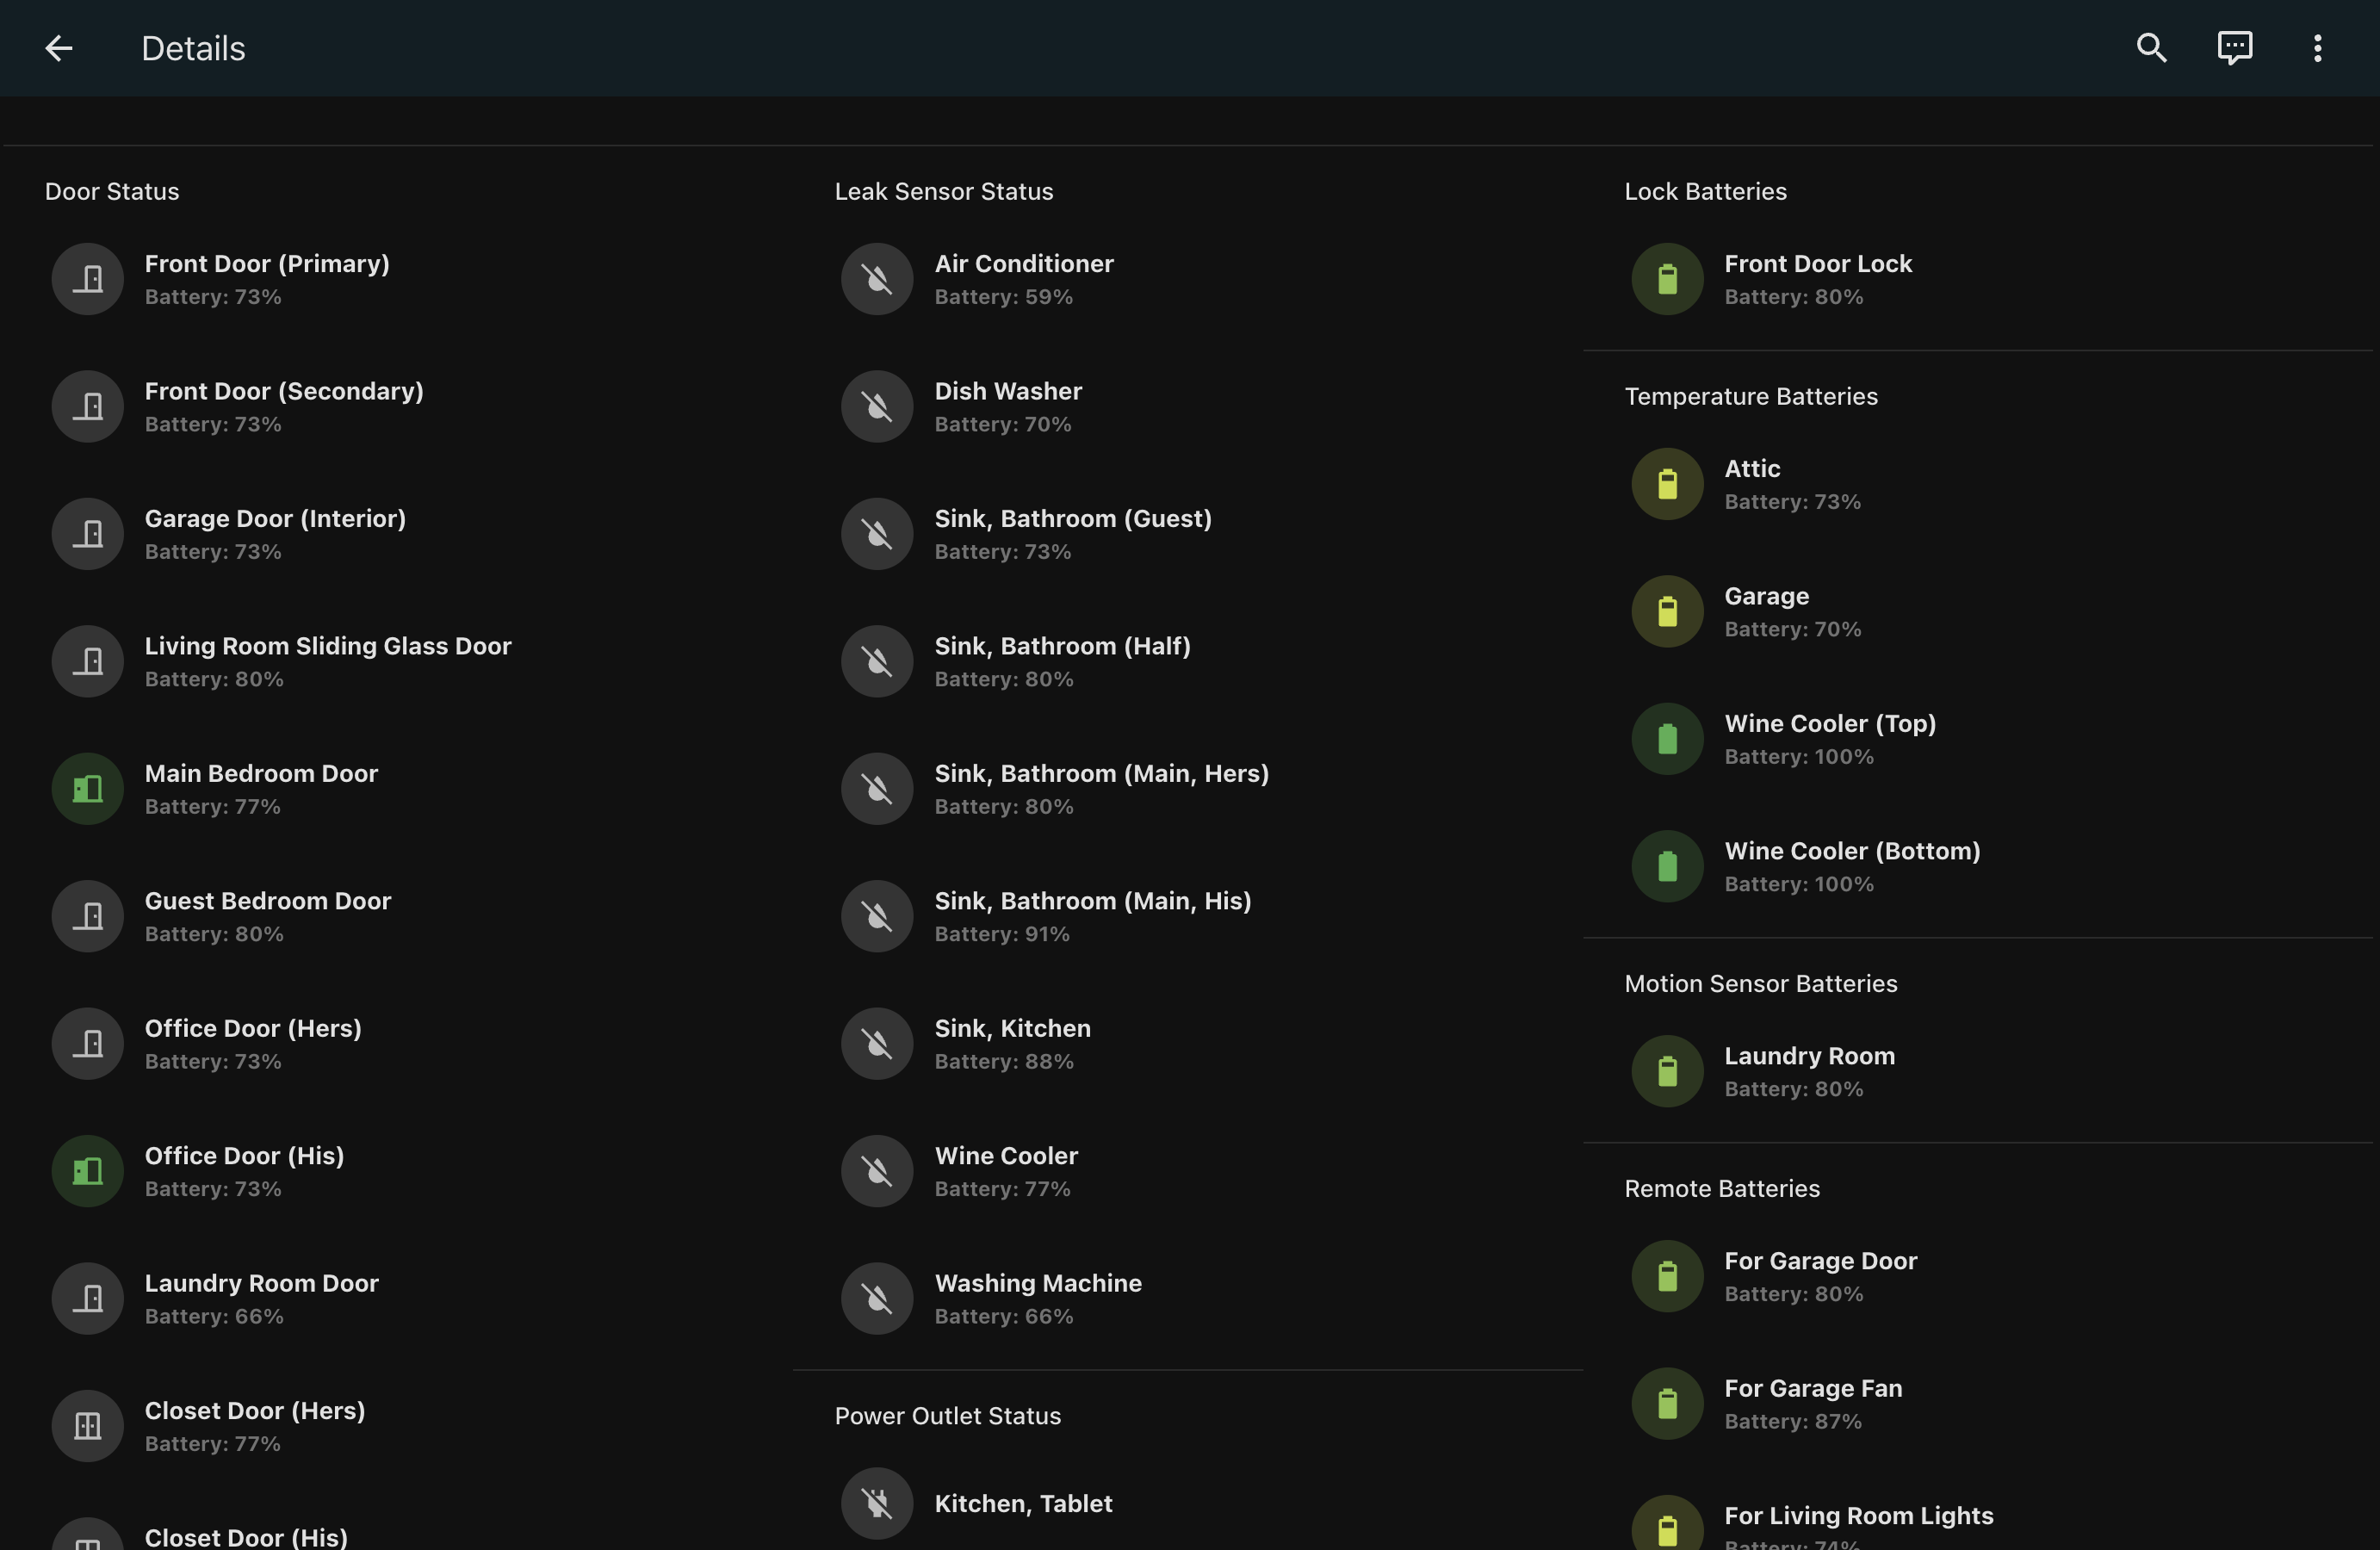 Details
Door Status
Front Door (Primary)
Battery: 73%
Front Door (Secondary)
Battery: 73%
Garage Door (Interior)
Battery: 73%
Living Room Sliding Glass Door
Battery: 80%
Main Bedroom Door
Battery: 77%
Guest Bedroom Door
Battery: 80%
Office Door (Hers)
Battery: 73%
Office Door (His)
Battery: 73%
Laundry Room Door
Battery: 66%
Closet Door (Hers)
Battery: 77%
Closet Door (His)
Leak Sensor Status
Air Conditioner
Battery: 59%
Dish Washer
Battery: 70%
Sink, Bathroom (Guest)
Battery: 73%
Sink, Bathroom (Half)
Battery: 80%
Sink, Bathroom (Main, Hers)
Battery: 80%
Sink, Bathroom (Main, His)
Battery: 91%
Sink, Kitchen
Battery: 88%
Wine Cooler
Battery: 77%
Washing Machine
Battery: 66%
Power Outlet Status
Kitchen, Tablet
Lock Batteries
Front Door Lock
Battery: 80%
Temperature Batteries
Attic
Battery: 73%
Garage
Battery: 70%
Wine Cooler (Top)
Battery: 100%
Wine Cooler (Bottom)
Battery: 100%
Motion Sensor Batteries
Laundry Room
Battery: 80%
Remote Batteries
For Garage Door
Battery: 80%
For Garage Fan
Battery: 87%
For Living Room Lights
Battery: 74%